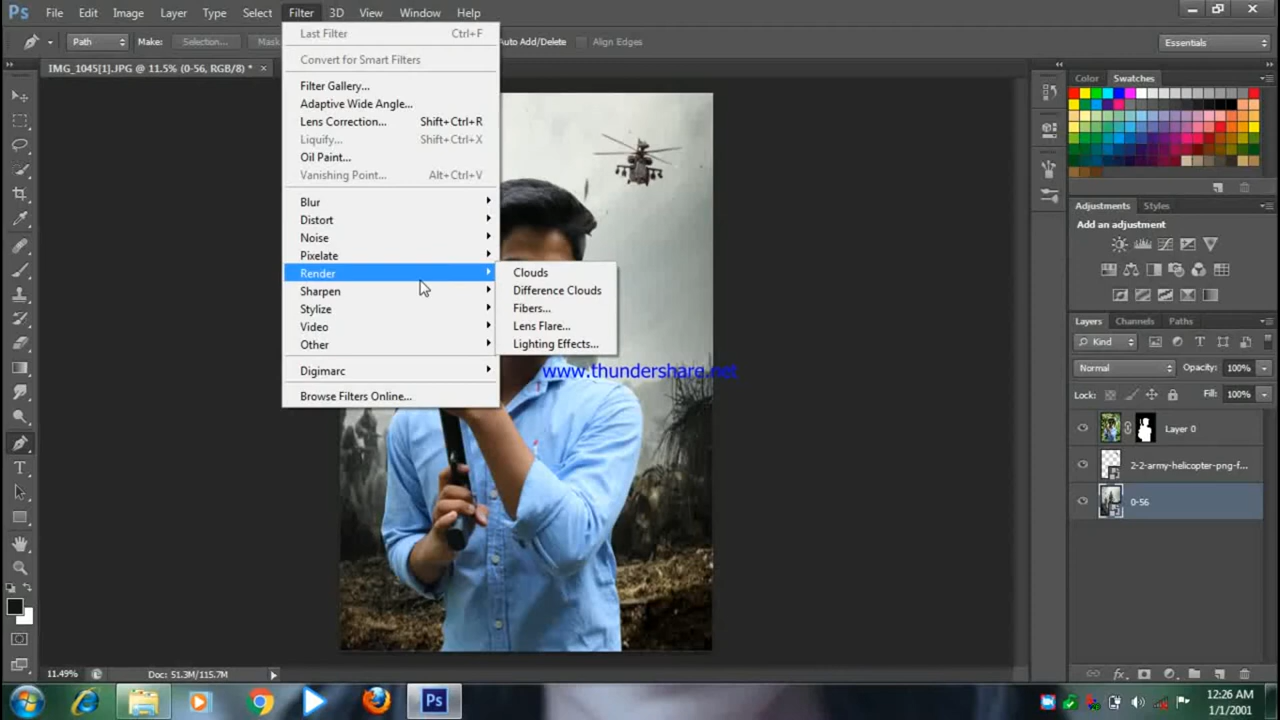 Ps File Edit Image Layer Type Select Filter 3D View Window Help
Path Make: Selection... Mask Auto Add/Delete Align Edges Essentials
IMG_1045[1].JPG @ 11.5% (0-56, RGB/8) * ×
Last Filter Ctrl+F
Convert for Smart Filters
Filter Gallery...
Adaptive Wide Angle...
Lens Correction... Shift+Ctrl+R
Liquify... Shift+Ctrl+X
Oil Paint...
Vanishing Point... Alt+Ctrl+V
Blur
Distort
Noise
Pixelate
Render
Sharpen
Stylize
Video
Other
Digimarc
Browse Filters Online...
Clouds
Difference Clouds
Fibers...
Lens Flare...
Lighting Effects...
www.thundershare.net
Color Swatches
Adjustments Styles
Add an adjustment
Layers Channels Paths
Kind
Normal Opacity: 100%
Lock: Fill: 100%
Layer 0
2-2-army-helicopter-png-f...
0-56
11.49% Doc: 51.3M/115.7M
Ps
12:26 AM
1/1/2001